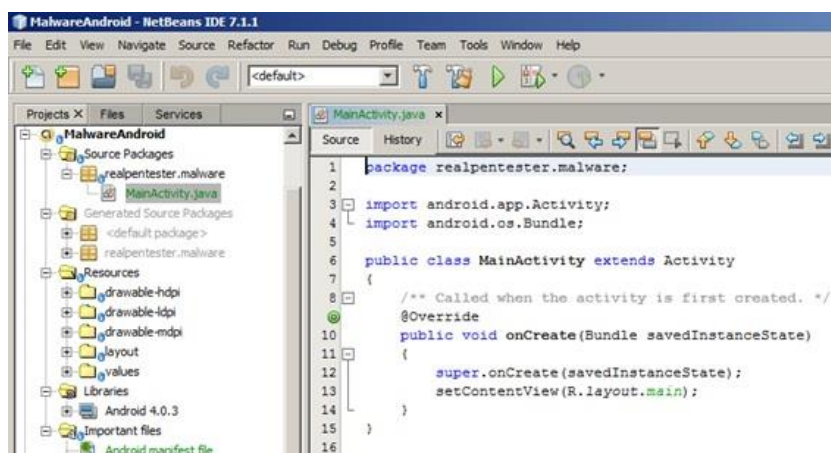 MalwareAndroid - NetBeans IDE 7.1.1
File Edit View Navigate Source Refactor Run Debug Profile Team Tools Window Help
<default>
Projects X Files Services
MainActivity.java x
MalwareAndroid
Source Packages
realpentester.malware
MainActivity.java
Generated Source Packages
<default package>
realpentester.malware
Resources
drawable-hdpi
drawable-ldpi
drawable-mdpi
layout
values
Libraries
Android 4.0.3
Important files
Android manifest file
Source History
1 package realpentester.malware;
2
3 import android.app.Activity;
4 import android.os.Bundle;
5
6 public class MainActivity extends Activity
7 {
8 /** Called when the activity is first created. */
@Override
10 public void onCreate(Bundle savedInstanceState)
11 {
12 super.onCreate(savedInstanceState);
13 setContentView(R.layout.main);
14 }
15 }
16